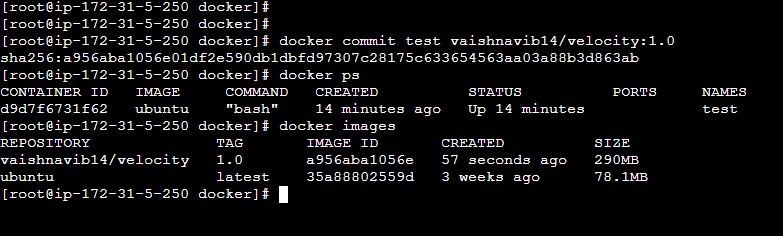 [root@ip-172-31-5-250 docker]#
[root@ip-172-31-5-250 docker]#
[root@ip-172-31-5-250 docker]# docker commit test vaishnavib14/velocity:1.0
sha256:a956aba1056e01df2e590db1dbfd97307c28175c633654563aa03a88b3d863ab
[root@ip-172-31-5-250 docker]# docker ps
CONTAINER ID   IMAGE     COMMAND   CREATED          STATUS          PORTS     NAMES
d9d7f6731f62   ubuntu    "bash"    14 minutes ago   Up 14 minutes             test
[root@ip-172-31-5-250 docker]# docker images
REPOSITORY              TAG       IMAGE ID       CREATED          SIZE
vaishnavib14/velocity   1.0       a956aba1056e   57 seconds ago   290MB
ubuntu                  latest    35a88802559d   3 weeks ago      78.1MB
[root@ip-172-31-5-250 docker]#